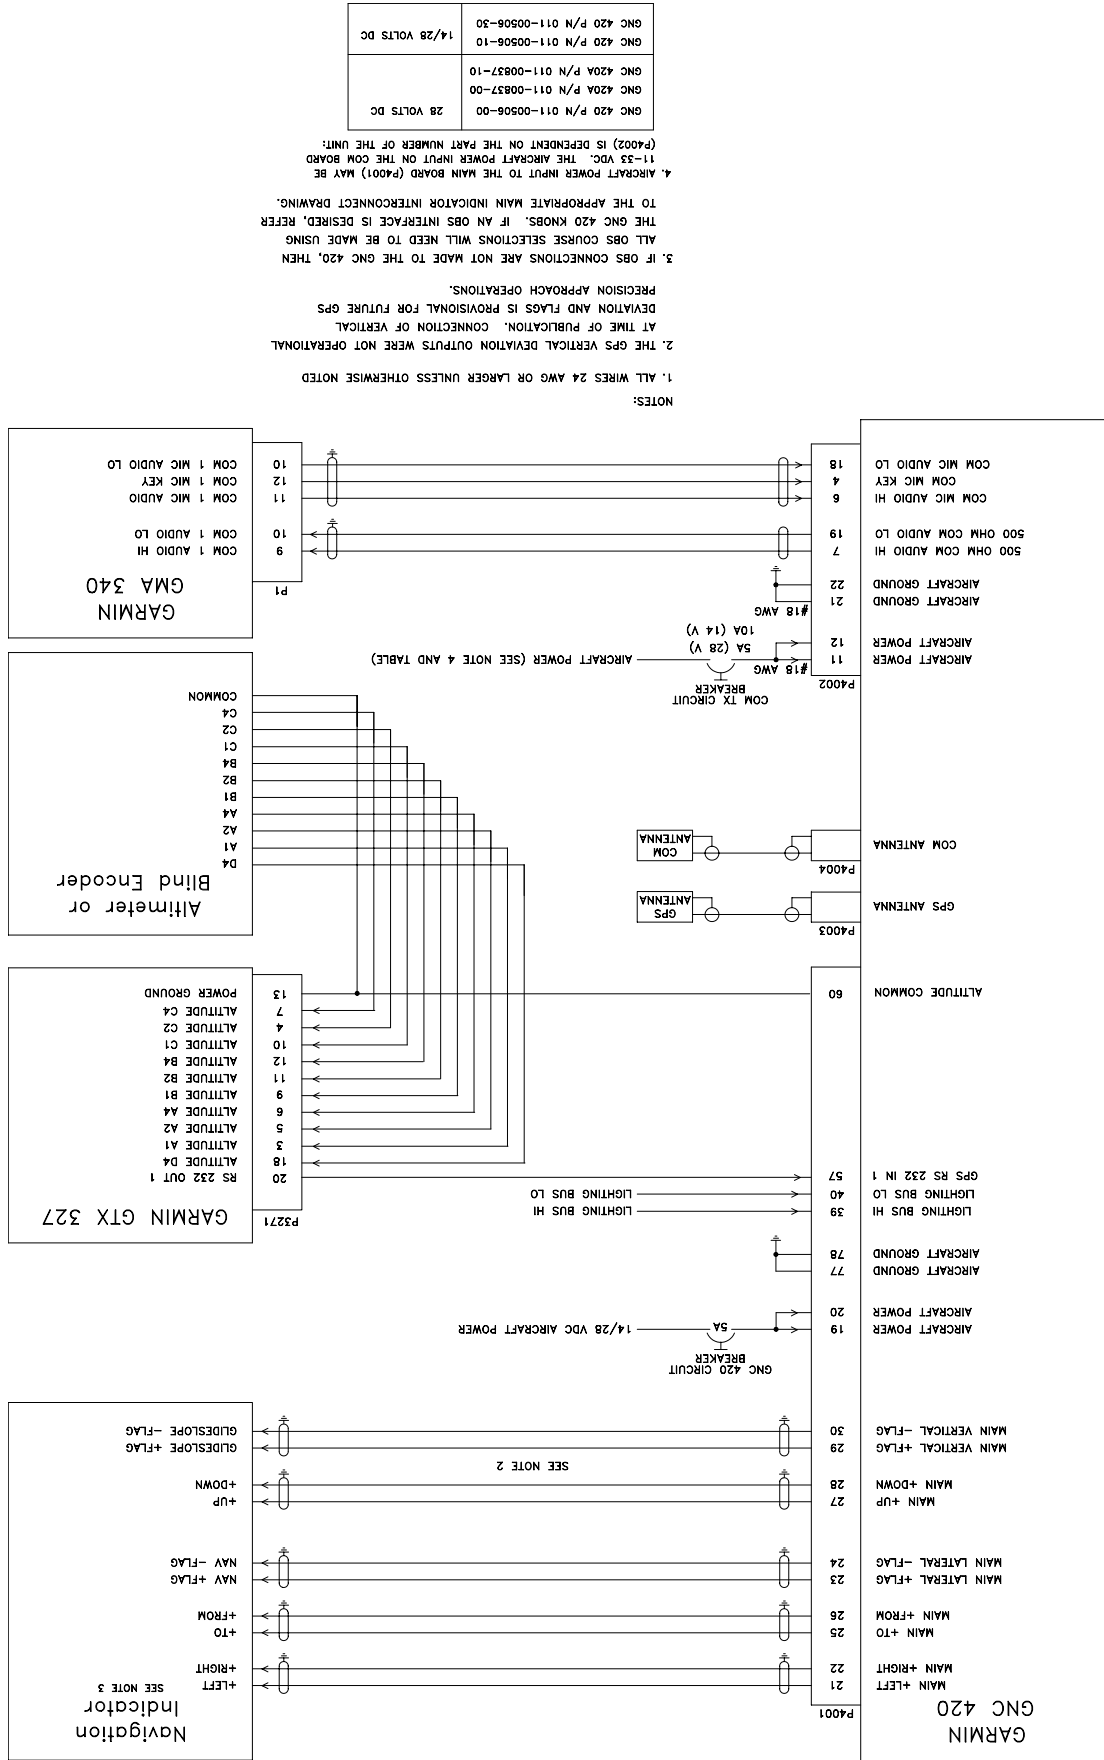 GARMIN
GNC 420
P4001
MAIN +LEFT 21
MAIN +RIGHT 22
MAIN +TO 25
MAIN +FROM 26
MAIN LATERAL +FLAG 23
MAIN LATERAL -FLAG 24
MAIN +UP 27
MAIN +DOWN 28
MAIN VERTICAL +FLAG 29
MAIN VERTICAL -FLAG 30
SEE NOTE 2
Navigation
Indicator
SEE NOTE 3
+LEFT
+RIGHT
+TO
+FROM
NAV +FLAG
NAV -FLAG
+UP
+DOWN
GLIDESLOPE +FLAG
GLIDESLOPE -FLAG
GNC 420 CIRCUIT
BREAKER
5A
14/28 VDC AIRCRAFT POWER
AIRCRAFT POWER 19
AIRCRAFT POWER 20
AIRCRAFT GROUND 77
AIRCRAFT GROUND 78
LIGHTING BUS HI 39
LIGHTING BUS LO 40
GPS RS 232 IN 1 57
LIGHTING BUS HI
LIGHTING BUS LO
ALTITUDE COMMON 60
P3271
GARMIN GTX 327
20 RS 232 OUT 1
18 ALTITUDE D4
3 ALTITUDE A1
5 ALTITUDE A2
6 ALTITUDE A4
9 ALTITUDE B1
11 ALTITUDE B2
12 ALTITUDE B4
10 ALTITUDE C1
4 ALTITUDE C2
7 ALTITUDE C4
13 POWER GROUND
P4003
GPS ANTENNA
GPS
ANTENNA
P4004
COM ANTENNA
COM
ANTENNA
Altimeter or
Blind Encoder
D4
A1
A2
A4
B1
B2
B4
C1
C2
C4
COMMON
P4002
AIRCRAFT POWER 11
AIRCRAFT POWER 12
#18 AWG
COM TX CIRCUIT
BREAKER
5A (28 V)
10A (14 V)
AIRCRAFT POWER (SEE NOTE 4 AND TABLE)
AIRCRAFT GROUND 21
AIRCRAFT GROUND 22
#18 AWG
500 OHM COM AUDIO HI 7
500 OHM COM AUDIO LO 19
COM MIC AUDIO HI 6
COM MIC KEY 4
COM MIC AUDIO LO 18
P1
GARMIN
GMA 340
9 COM 1 AUDIO HI
10 COM 1 AUDIO LO
11 COM 1 MIC AUDIO
12 COM 1 MIC KEY
10 COM 1 MIC AUDIO LO
NOTES:
1. ALL WIRES 24 AWG OR LARGER UNLESS OTHERWISE NOTED
2. THE GPS VERTICAL DEVIATION OUTPUTS WERE NOT OPERATIONAL
AT TIME OF PUBLICATION. CONNECTION OF VERTICAL
DEVIATION AND FLAGS IS PROVISIONAL FOR FUTURE GPS
PRECISION APPROACH OPERATIONS.
3. IF OBS CONNECTIONS ARE NOT MADE TO THE GNC 420, THEN
ALL OBS COURSE SELECTIONS WILL NEED TO BE MADE USING
THE GNC 420 KNOBS. IF AN OBS INTERFACE IS DESIRED, REFER
TO THE APPROPRIATE MAIN INDICATOR INTERCONNECT DRAWING.
4. AIRCRAFT POWER INPUT TO THE MAIN BOARD (P4001) MAY BE
11-33 VDC. THE AIRCRAFT POWER INPUT ON THE COM BOARD
(P4002) IS DEPENDENT ON THE PART NUMBER OF THE UNIT:
GNC 420 P/N 011-00506-00
GNC 420A P/N 011-00837-00
GNC 420A P/N 011-00837-10
28 VOLTS DC
GNC 420 P/N 011-00506-10
GNC 420 P/N 011-00506-30
14/28 VOLTS DC